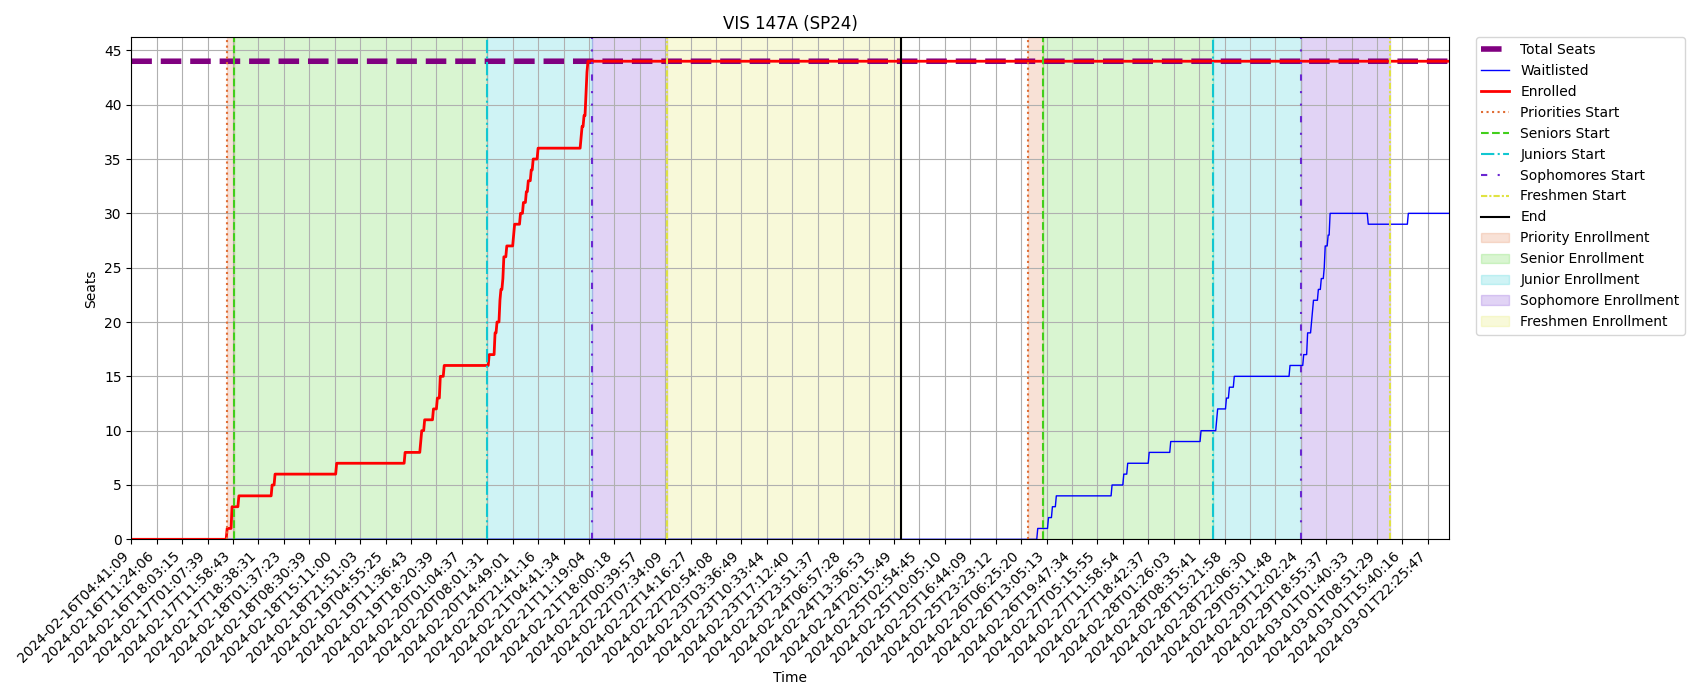 VIS 147A (SP24)
Seats
45
40
35
30
25
20
15
10
5
0
2024-02-16T04:41:09
2024-02-16T11:24:06
2024-02-16T18:03:15
2024-02-17T01:07:39
2024-02-17T11:58:43
2024-02-17T18:38:31
2024-02-18T01:37:23
2024-02-18T08:30:39
2024-02-18T15:11:00
2024-02-18T21:51:03
2024-02-19T04:55:25
2024-02-19T11:36:43
2024-02-19T18:20:39
2024-02-20T01:04:37
2024-02-20T08:01:31
2024-02-20T14:49:01
2024-02-20T21:41:16
2024-02-21T04:41:34
2024-02-21T11:19:04
2024-02-21T18:00:18
2024-02-22T00:39:57
2024-02-22T07:34:09
2024-02-22T14:16:27
2024-02-22T20:54:08
2024-02-23T03:36:49
2024-02-23T10:33:44
2024-02-23T17:12:40
2024-02-23T23:51:37
2024-02-24T06:57:28
2024-02-24T13:36:53
2024-02-24T20:15:49
2024-02-25T02:54:45
2024-02-25T10:05:10
2024-02-25T16:44:09
2024-02-25T23:23:12
2024-02-26T06:25:20
2024-02-26T13:05:13
2024-02-26T19:47:34
2024-02-27T05:15:55
2024-02-27T11:58:54
2024-02-27T18:42:37
2024-02-28T01:26:03
2024-02-28T08:35:41
2024-02-28T15:21:58
2024-02-28T22:06:30
2024-02-29T05:11:48
2024-02-29T12:02:24
2024-02-29T18:55:37
2024-03-01T01:40:33
2024-03-01T08:51:29
2024-03-01T15:40:16
2024-03-01T22:25:47
Time
Total Seats
Waitlisted
Enrolled
Priorities Start
Seniors Start
Juniors Start
Sophomores Start
Freshmen Start
End
Priority Enrollment
Senior Enrollment
Junior Enrollment
Sophomore Enrollment
Freshmen Enrollment